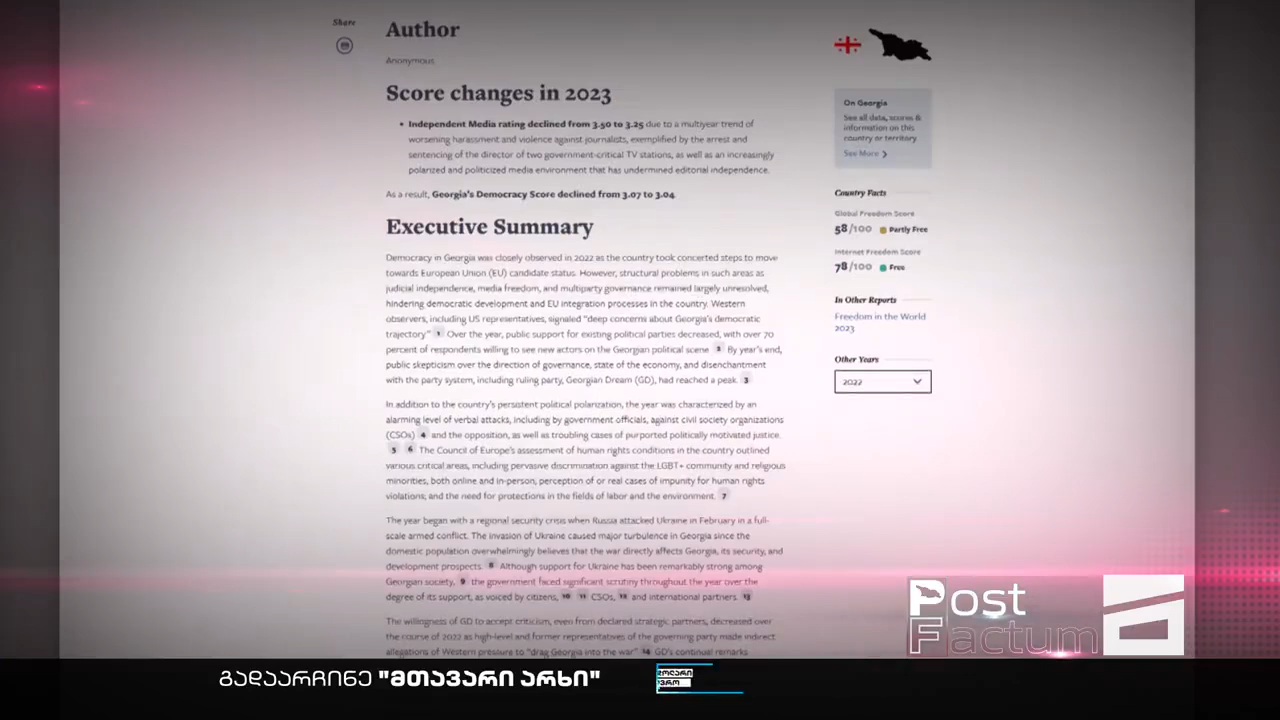 Share
Author
Anonymous
Score changes in 2023
• Independent Media rating declined from 3.50 to 3.25 due to a multiyear trend of
worsening harassment and violence against journalists, exemplified by the arrest and
sentencing of the director of two government-critical TV stations, as well as an increasingly
polarized and politicized media environment that has undermined editorial independence.
As a result, Georgia's Democracy Score declined from 3.07 to 3.04.
Executive Summary
Democracy in Georgia was closely observed in 2022 as the country took concerted steps to move
towards European Union (EU) candidate status. However, structural problems in such areas as
judicial independence, media freedom, and multiparty governance remained largely unresolved,
hindering democratic development and EU integration processes in the country. Western
observers, including US representatives, signaled "deep concerns about Georgia's democratic
trajectory" 1 Over the year, public support for existing political parties decreased, with over 70
percent of respondents willing to see new actors on the Georgian political scene 2 By year's end,
public skepticism over the direction of governance, state of the economy, and disenchantment
with the party system, including ruling party, Georgian Dream (GD), had reached a peak. 3
In addition to the country's persistent political polarization, the year was characterized by an
alarming level of verbal attacks, including by government officials, against civil society organizations
(CSOs) 4 and the opposition, as well as troubling cases of purported politically motivated justice.
5 6 The Council of Europe's assessment of human rights conditions in the country outlined
various critical areas, including pervasive discrimination against the LGBT+ community and religious
minorities, both online and in-person, perception of or real cases of impunity for human rights
violations, and the need for protections in the fields of labor and the environment. 7
The year began with a regional security crisis when Russia attacked Ukraine in February in a full-
scale armed conflict. The invasion of Ukraine caused major turbulence in Georgia since the
domestic population overwhelmingly believes that the war directly affects Georgia, its security, and
development prospects. 8 Although support for Ukraine has been remarkably strong among
Georgian society, 9 the government faced significant scrutiny throughout the year over the
degree of its support, as voiced by citizens, 10 11 CSOs, 12 and international partners. 13
The willingness of GD to accept criticism, even from declared strategic partners, decreased over
the course of 2022 as high-level and former representatives of the governing party made indirect
allegations of Western pressure to "drag Georgia into the war" 14 GD's continual remarks
On Georgia
See all data, scores &
information on this
country or territory
See More >
Country Facts
Global Freedom Score
58 /100 Partly Free
Internet Freedom Score
78 /100 Free
In Other Reports
Freedom in the World
2023
Other Years
2022
Post
Factum
გადაარჩინე "მთავარი არხი"